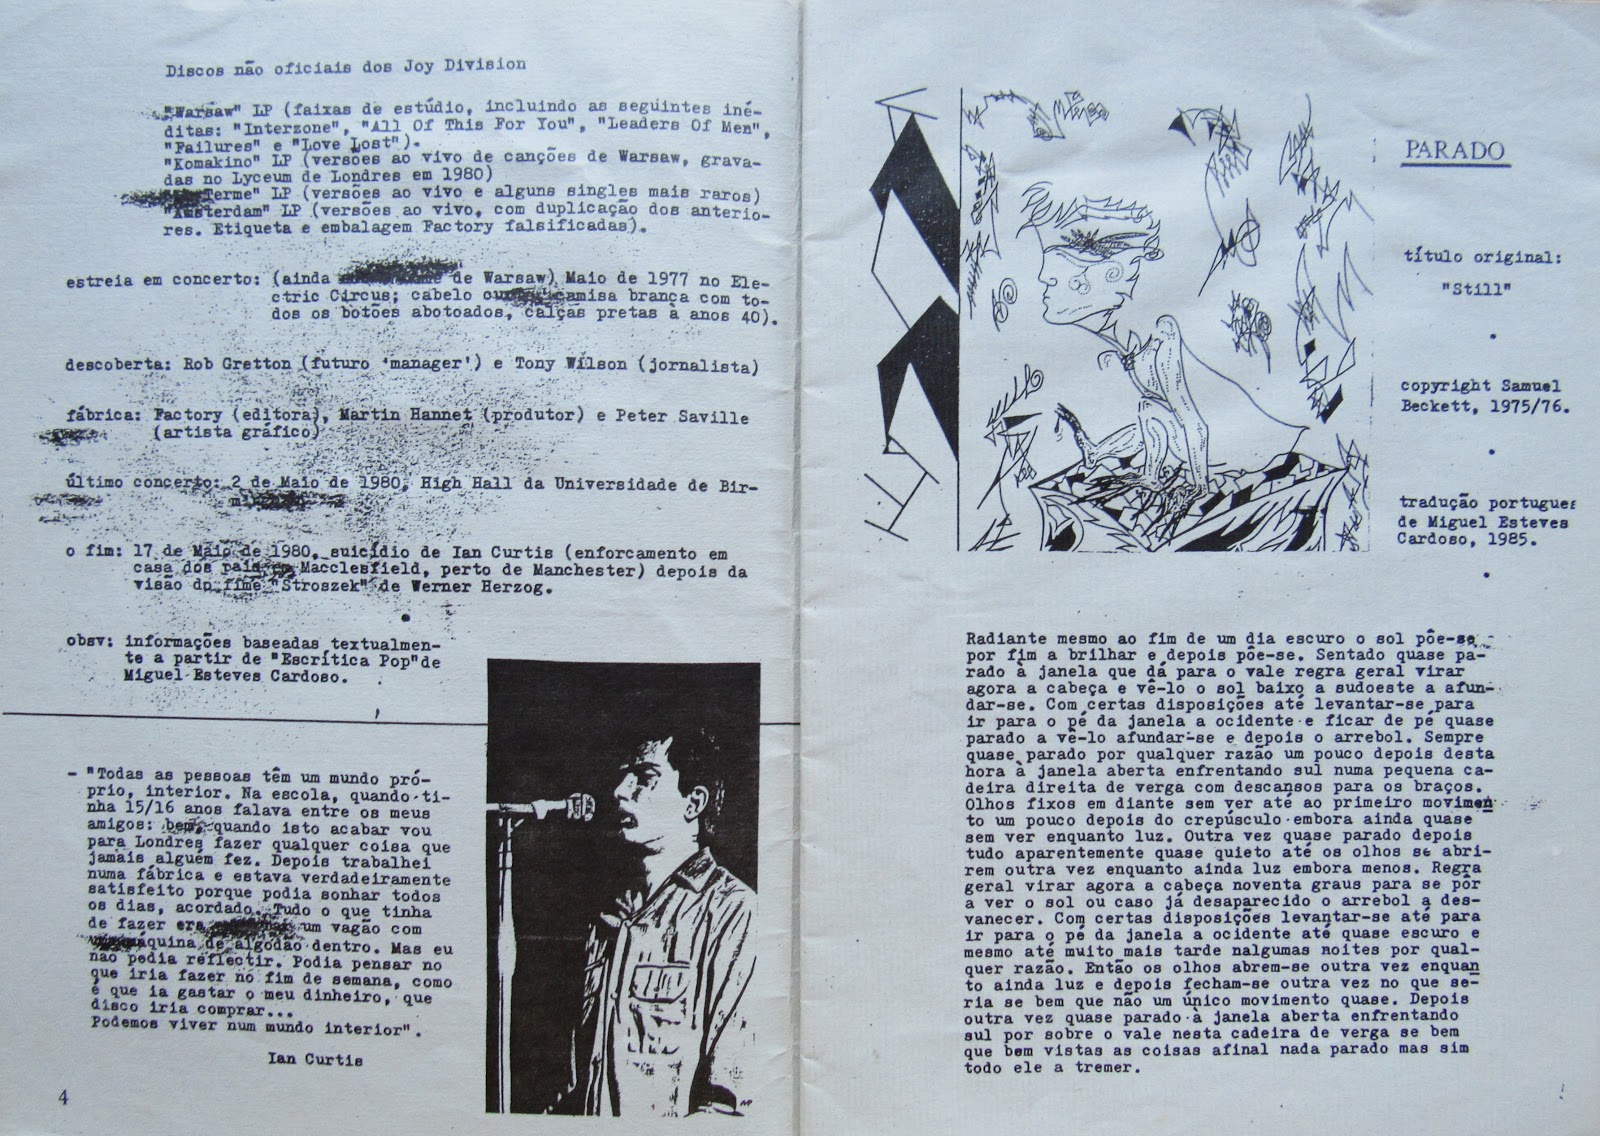 Discos não oficiais dos Joy Division
"Warsaw" LP (faixas de estúdio, incluindo as seguintes iné-
ditas: "Interzone", "All Of This For You", "Leaders Of Men",
"Failures" e "Love Lost").
"Komakino" LP (versões ao vivo de canções de Warsaw, grava-
das no Lyceum de Londres em 1980)
Terme" LP (versões ao vivo e alguns singles mais raros)
"Amsterdam" LP (versões ao vivo, com duplicação dos anterio-
res. Etiqueta e embalagem Factory falsificadas).
estreia em concerto: (ainda de Warsaw) Maio de 1977 no Ele-
ctric Circus; cabelo camisa branca com to-
dos os botões abotoados, calças pretas à anos 40).
descoberta: Rob Gretton (futuro 'manager') e Tony Wilson (jornalista)
fábrica: Factory (editora), Martin Hannet (produtor) e Peter Saville
(artista gráfico)
último concerto: 2 de Maio de 1980, High Hall da Universidade de Bir-
o fim: 17 de Maio de 1980, suicídio de Ian Curtis (enforcamento em
casa dos pais Macclesfield, perto de Manchester) depois da
visão do filme "Stroszek" de Werner Herzog.
obsv: informações baseadas textualmen-
te a partir de "Escrítica Pop"de
Miguel Esteves Cardoso.
- "Todas as pessoas têm um mundo pró-
prio, interior. Na escola, quando ti-
nha 15/16 anos falava entre os meus
amigos: bem, quando isto acabar vou
para Londres fazer qualquer coisa que
jamais alguém fez. Depois trabalhei
numa fábrica e estava verdadeiramente
satisfeito porque podia sonhar todos
os dias, acordado. Tudo o que tinha
de fazer era um vagão com
máquina de algodão dentro. Mas eu
não podia reflectir. Podia pensar no
que iria fazer no fim de semana, como
é que ia gastar o meu dinheiro, que
disco iria comprar...
Podemos viver num mundo interior".
Ian Curtis
4
PARADO
título original:
"Still"
copyright Samuel
Beckett, 1975/76.
tradução portugues
de Miguel Esteves
Cardoso, 1985.
Radiante mesmo ao fim de um dia escuro o sol põe-se
por fim a brilhar e depois põe-se. Sentado quase pa-
rado à janela que dá para o vale regra geral virar
agora a cabeça e vê-lo o sol baixo a sudoeste a afun-
dar-se. Com certas disposições até levantar-se para
ir para o pé da janela a ocidente e ficar de pé quase
parado a vê-lo afundar-se e depois o arrebol. Sempre
quase parado por qualquer razão um pouco depois desta
hora à janela aberta enfrentando sul numa pequena ca-
deira direita de verga com descansos para os braços.
Olhos fixos em diante sem ver até ao primeiro movimen
to um pouco depois do crepúsculo embora ainda quase
sem ver enquanto luz. Outra vez quase parado depois
tudo aparentemente quase quieto até os olhos se abri-
rem outra vez enquanto ainda luz embora menos. Regra
geral virar agora a cabeça noventa graus para se pôr
a ver o sol ou caso já desaparecido o arrebol a des-
vanecer. Com certas disposições levantar-se até para
ir para o pé da janela a ocidente até quase escuro e
mesmo até muito mais tarde nalgumas noites por qual-
quer razão. Então os olhos abrem-se outra vez enquan
to ainda luz e depois fecham-se outra vez no que se-
ria se bem que não um único movimento quase. Depois
outra vez quase parado à janela aberta enfrentando
sul por sobre o vale nesta cadeira de verga se bem
que bem vistas as coisas afinal nada parado mas sim
todo ele a tremer.